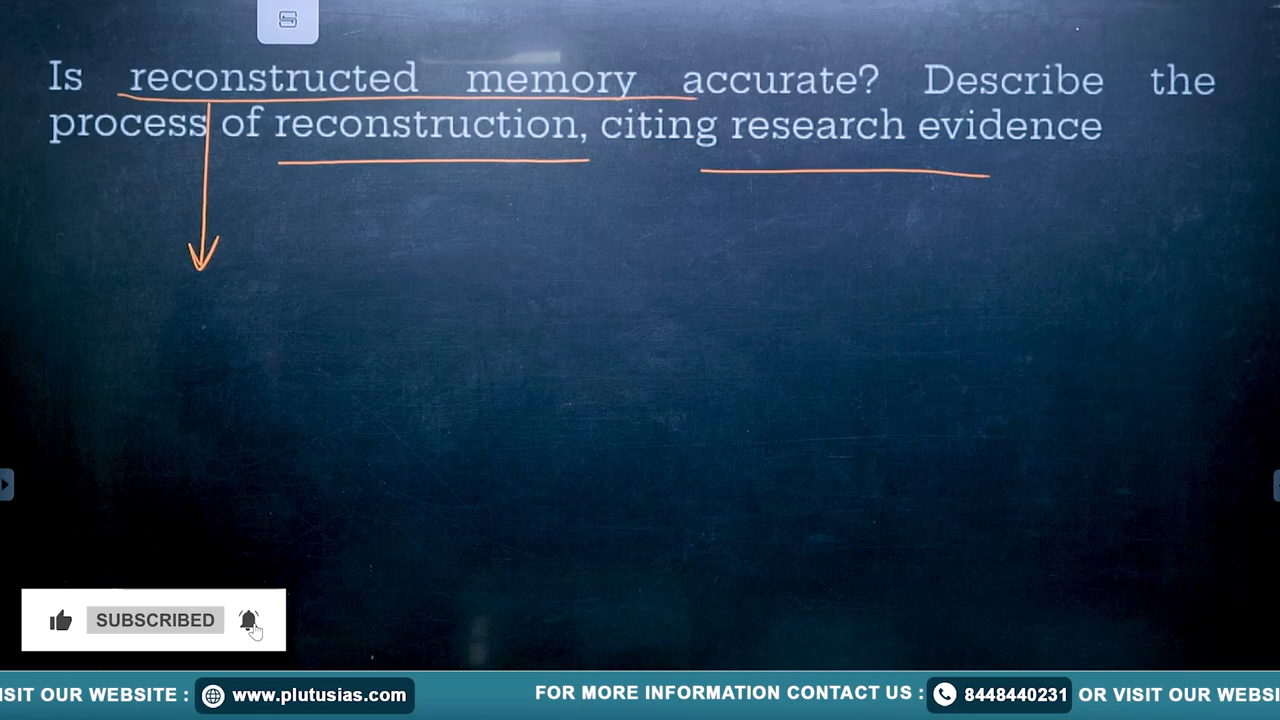 Is reconstructed memory accurate? Describe the
process of reconstruction, citing research evidence
SUBSCRIBED
ISIT OUR WEBSITE : www.plutusias.com FOR MORE INFORMATION CONTACT US : 8448440231 OR VISIT OUR WEBSI